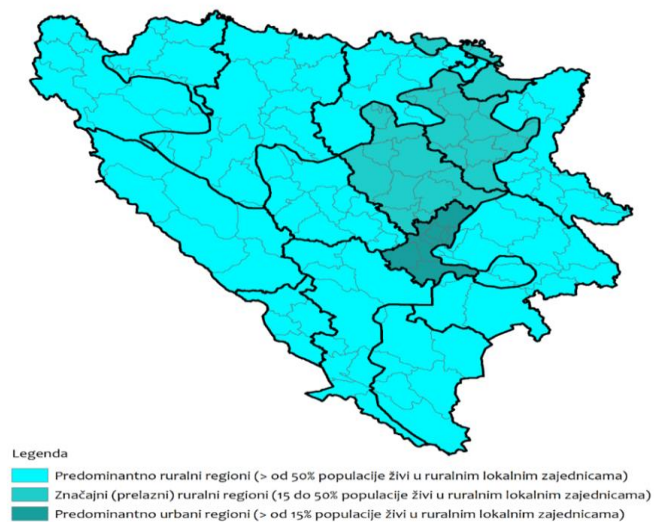 Legenda
Predominantno ruralni regioni (> od 50% populacije živi u ruralnim lokalnim zajednicama)
Značajni (prelazni) ruralni regioni (15 do 50% populacije živi u ruralnim lokalnim zajednicama)
Predominantno urbani regioni (> od 15% populacije živi u ruralnim lokalnim zajednicama)